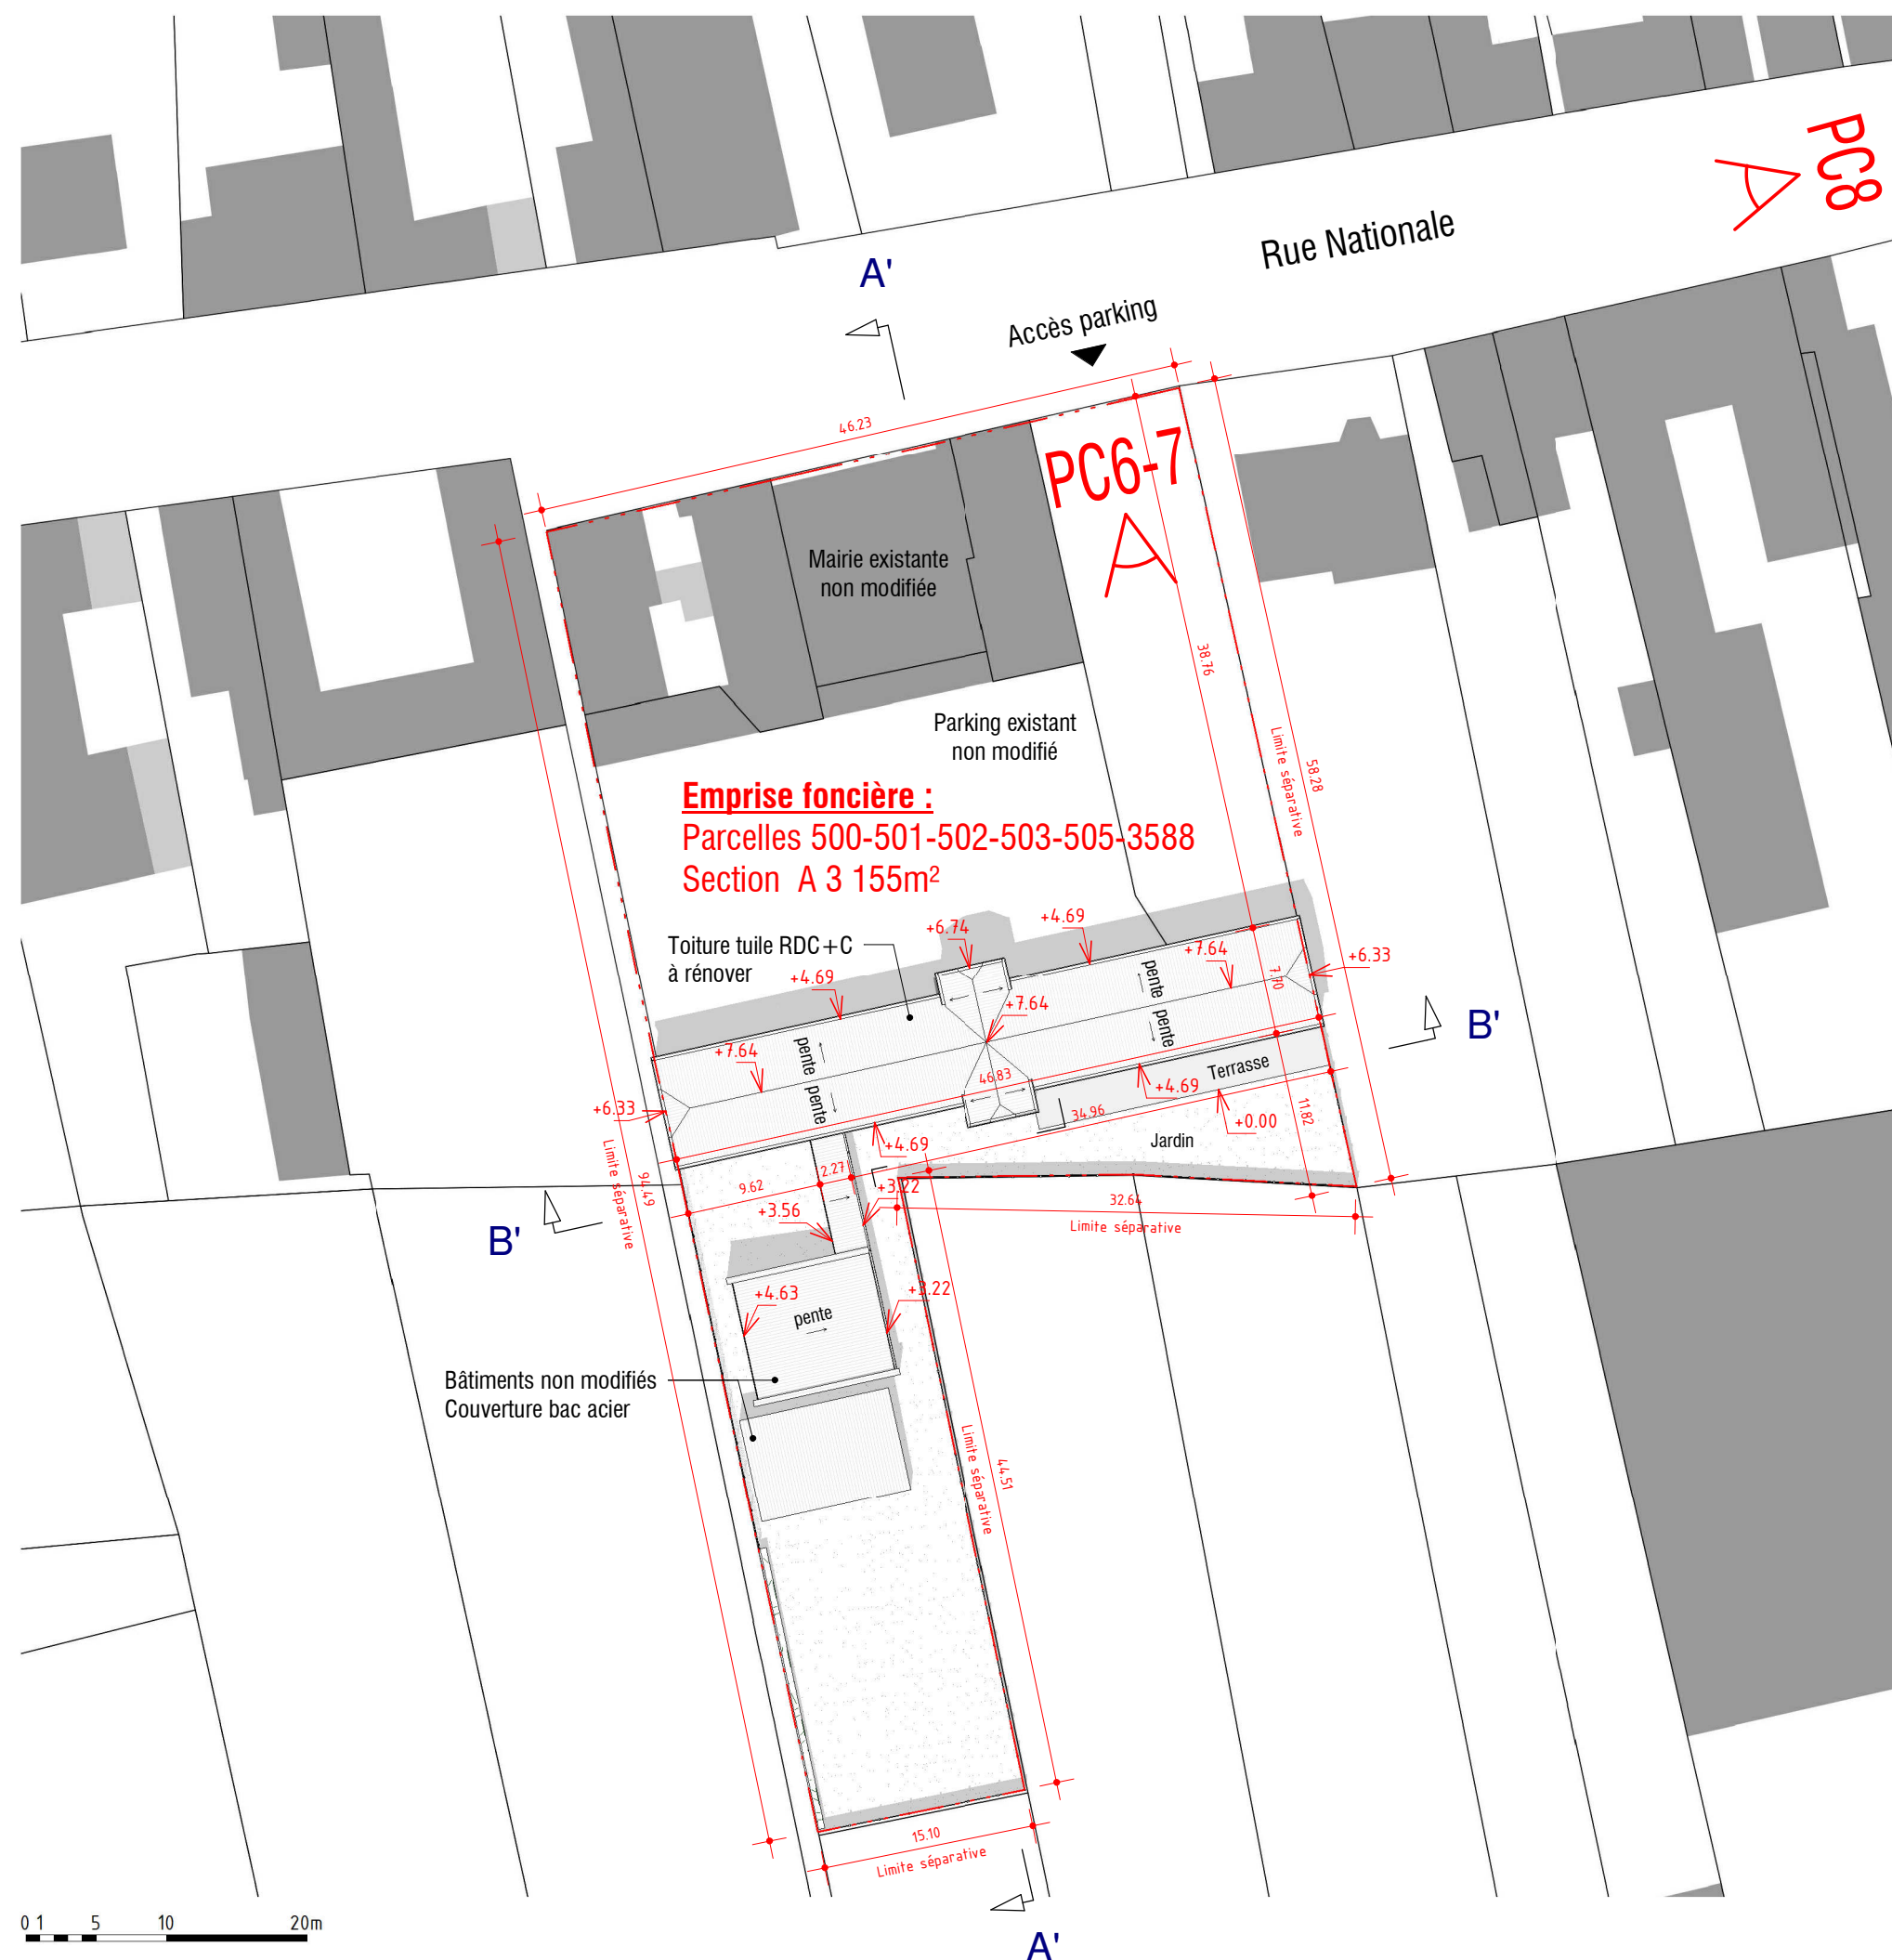 PC8
Rue Nationale
A'
Accès parking
46.23
PC6-7
Mairie existante
non modifiée
38.76
Parking existant
non modifié
Limite séparative
58.28
Emprise foncière :
Parcelles 500-501-502-503-505-3588
Section  A 3 155m²
Toiture tuile RDC+C
à rénover
+6.74
+4.69
+4.69
+7.64
+6.33
pente
pente
7.70
+7.64
+7.64
pente
pente
46.83
B'
Terrasse
+4.69
+6.33
34.96
11.82
+0.00
Jardin
+4.69
Limite séparative
94.49
9.62
2.27
+3.22
+3.56
32.64
Limite séparative
B'
+4.63
+3.22
pente
Bâtiments non modifiés
Couverture bac acier
Limite séparative
44.51
15.10
Limite séparative
0 1 5 10 20m
A'